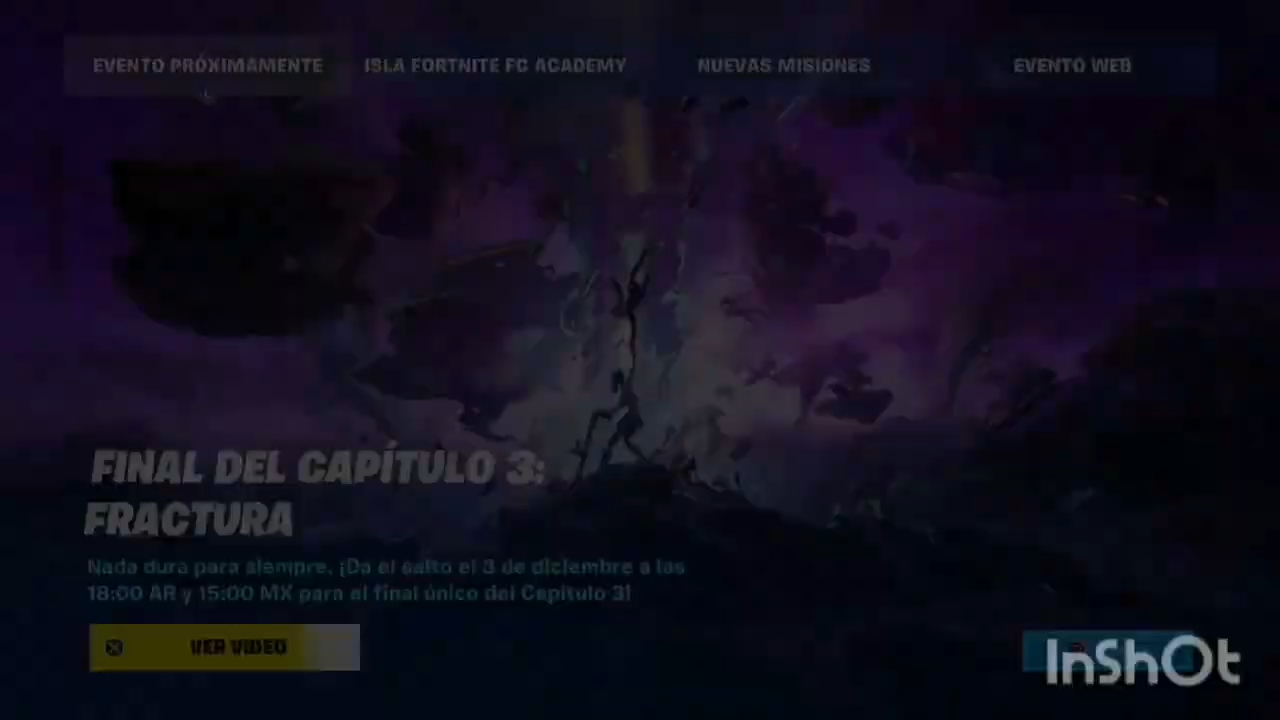 EVENTO PRÓXIMAMENTE
ISLA FORTNITE FC ACADEMY
NUEVAS MISIONES
EVENTO WEB
FINAL DEL CAPÍTULO 3:
FRACTURA
Nada dura para siempre. ¡Da el salto el 3 de diciembre a las
18:00 AR y 15:00 MX para el final único del Capítulo 3!
VER VIDEO
InShOt